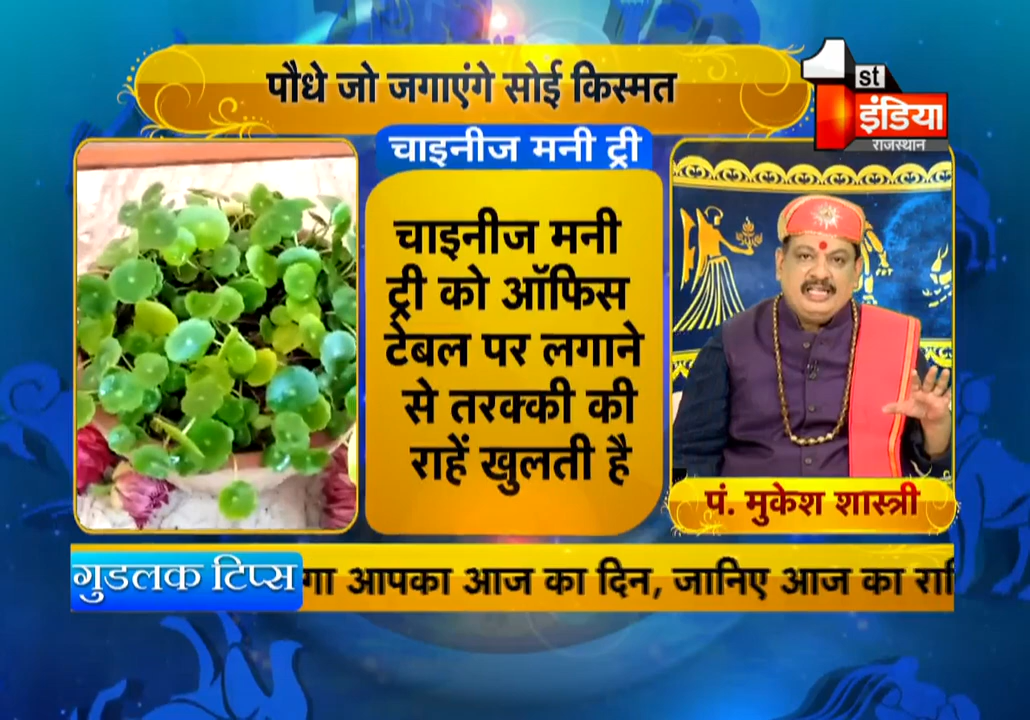 पौधे जो जगाएंगे सोई किस्मत
1st
इंडिया
राजस्थान
चाइनीज मनी ट्री
चाइनीज मनी
ट्री को ऑफिस
टेबल पर लगाने
से तरक्की की
राहें खुलती है
पं. मुकेश शास्त्री
गुडलक टिप्स
गा आपका आज का दिन, जानिए आज का